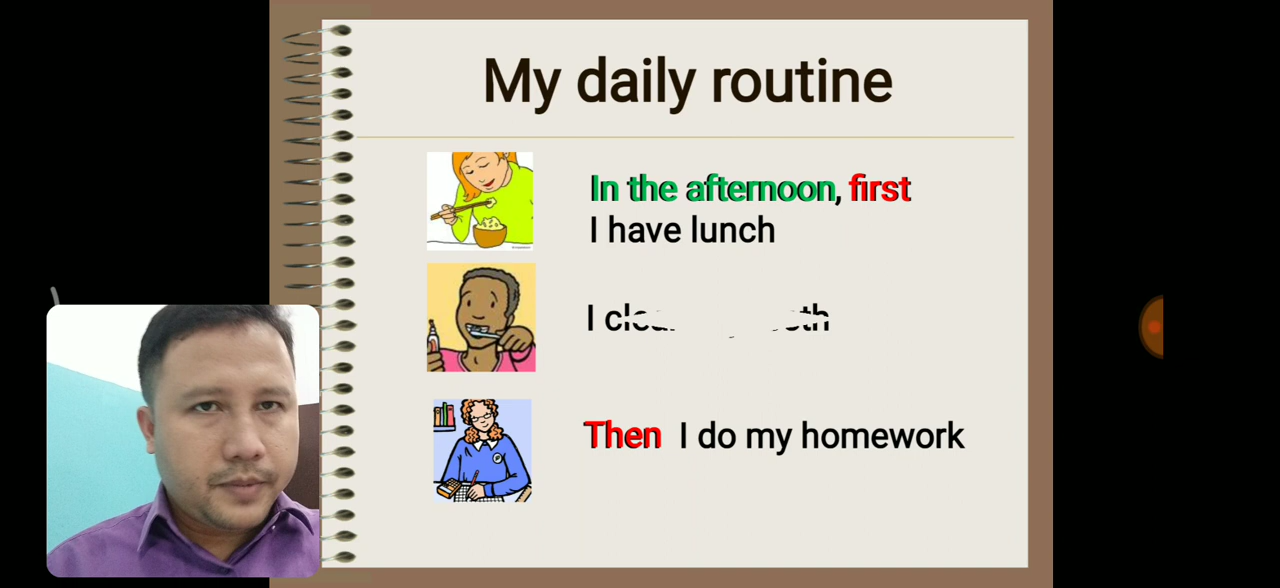 My daily routine
In the afternoon, first
I have lunch
I
Then I do my homework